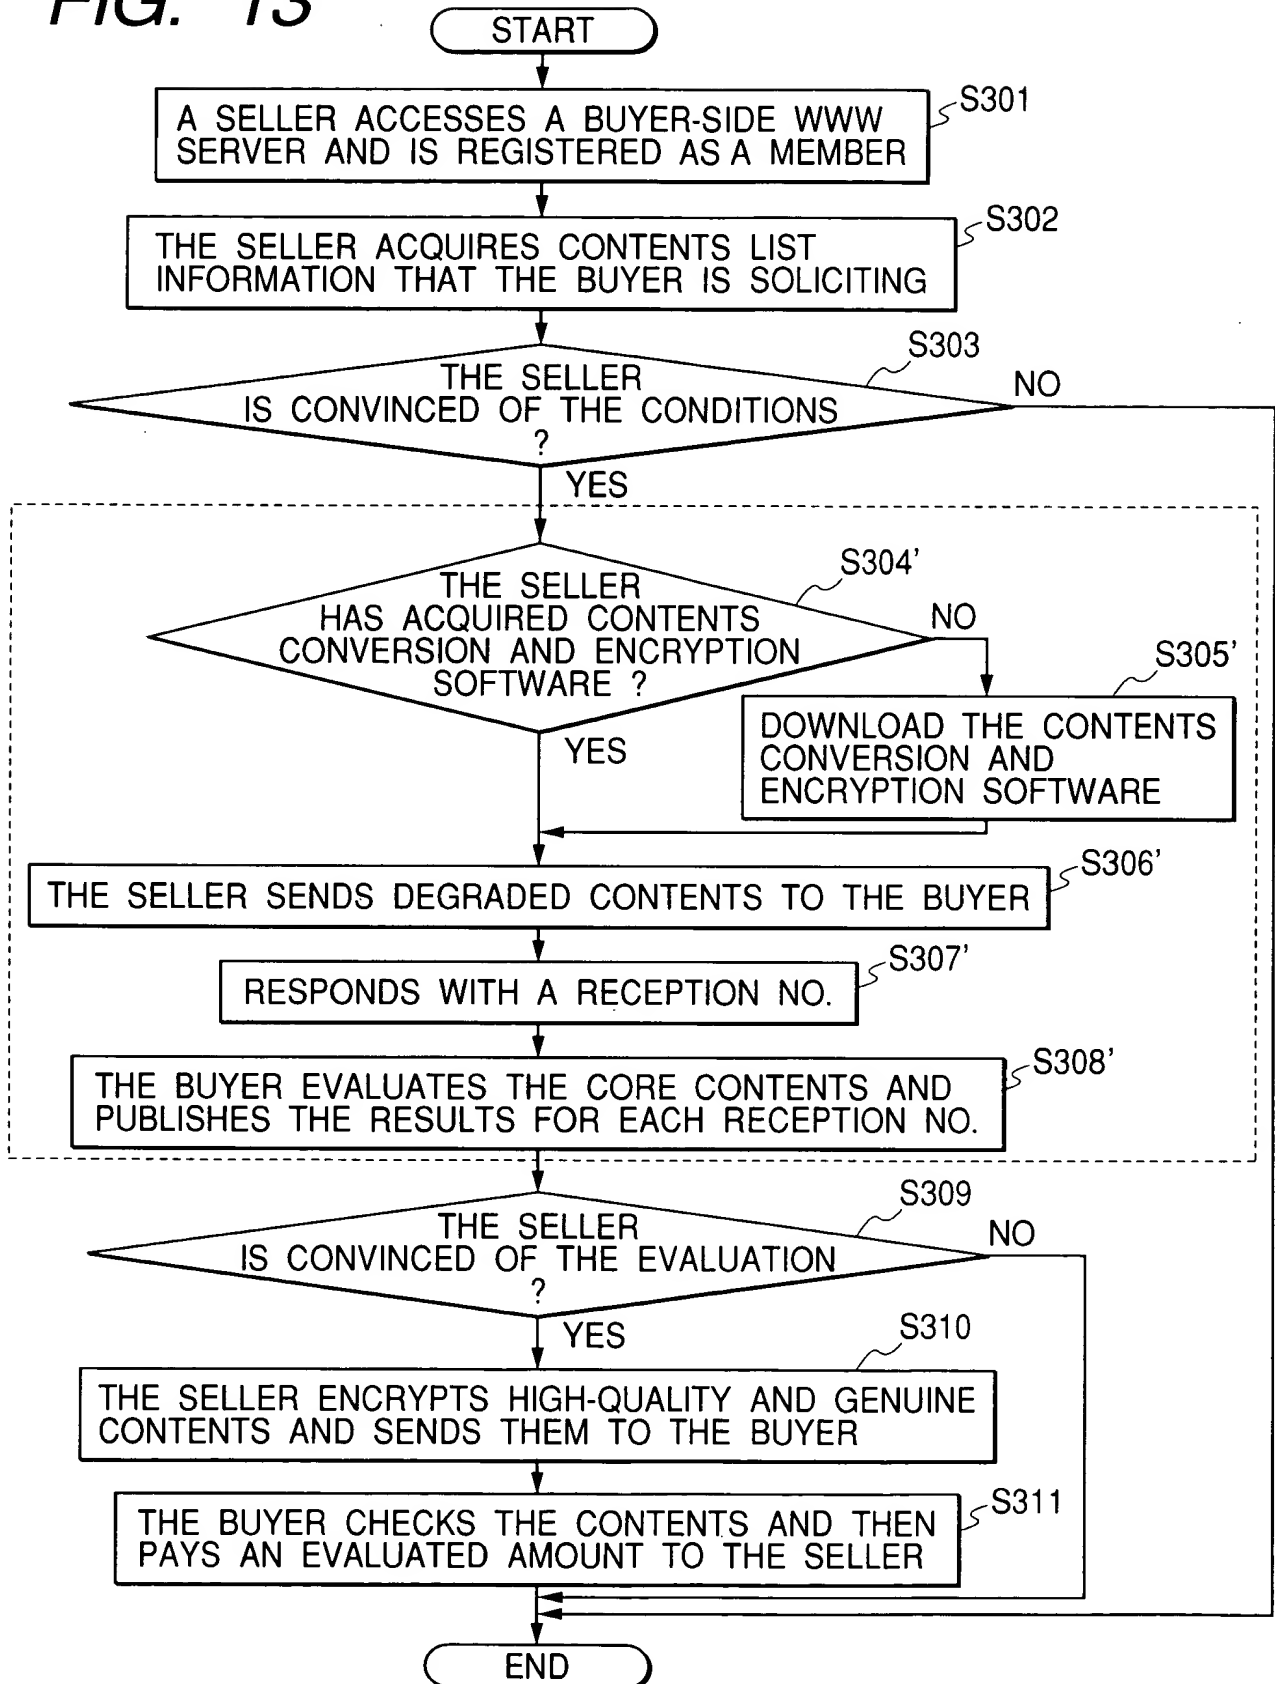 FIG. 13
START
S301
A SELLER ACCESSES A BUYER-SIDE WWW
SERVER AND IS REGISTERED AS A MEMBER
S302
THE SELLER ACQUIRES CONTENTS LIST
INFORMATION THAT THE BUYER IS SOLICITING
S303
THE SELLER
IS CONVINCED OF THE CONDITIONS
?
NO
YES
S304'
THE SELLER
HAS ACQUIRED CONTENTS
CONVERSION AND ENCRYPTION
SOFTWARE ?
NO
YES
S305'
DOWNLOAD THE CONTENTS
CONVERSION AND
ENCRYPTION SOFTWARE
S306'
THE SELLER SENDS DEGRADED CONTENTS TO THE BUYER
S307'
RESPONDS WITH A RECEPTION NO.
S308'
THE BUYER EVALUATES THE CORE CONTENTS AND
PUBLISHES THE RESULTS FOR EACH RECEPTION NO.
S309
THE SELLER
IS CONVINCED OF THE EVALUATION
?
NO
YES
S310
THE SELLER ENCRYPTS HIGH-QUALITY AND GENUINE
CONTENTS AND SENDS THEM TO THE BUYER
S311
THE BUYER CHECKS THE CONTENTS AND THEN
PAYS AN EVALUATED AMOUNT TO THE SELLER
END